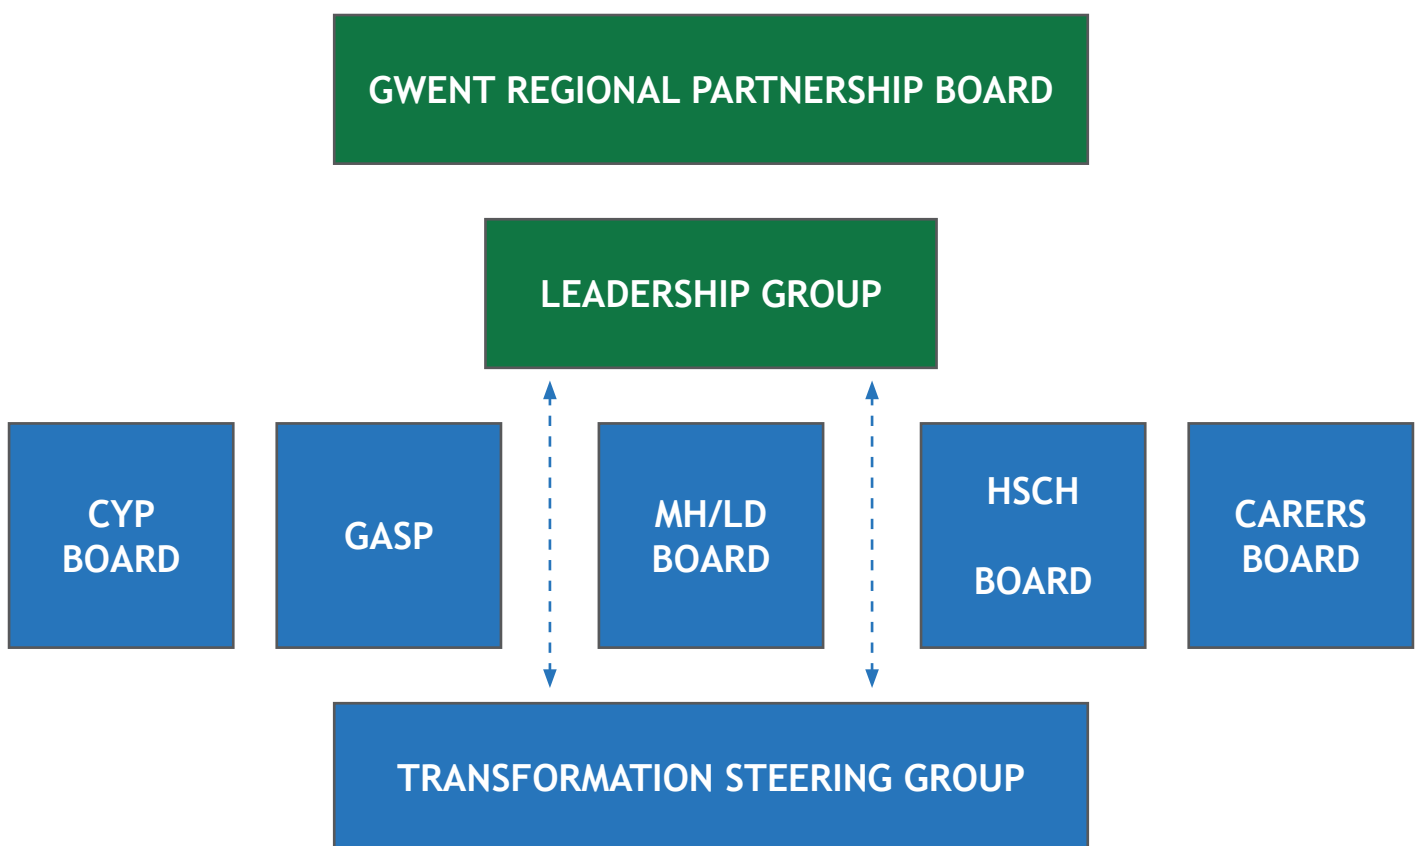 GWENT REGIONAL PARTNERSHIP BOARD
LEADERSHIP GROUP
CYP
BOARD
GASP
MH/LD
BOARD
HSCH
BOARD
CARERS
BOARD
TRANSFORMATION STEERING GROUP